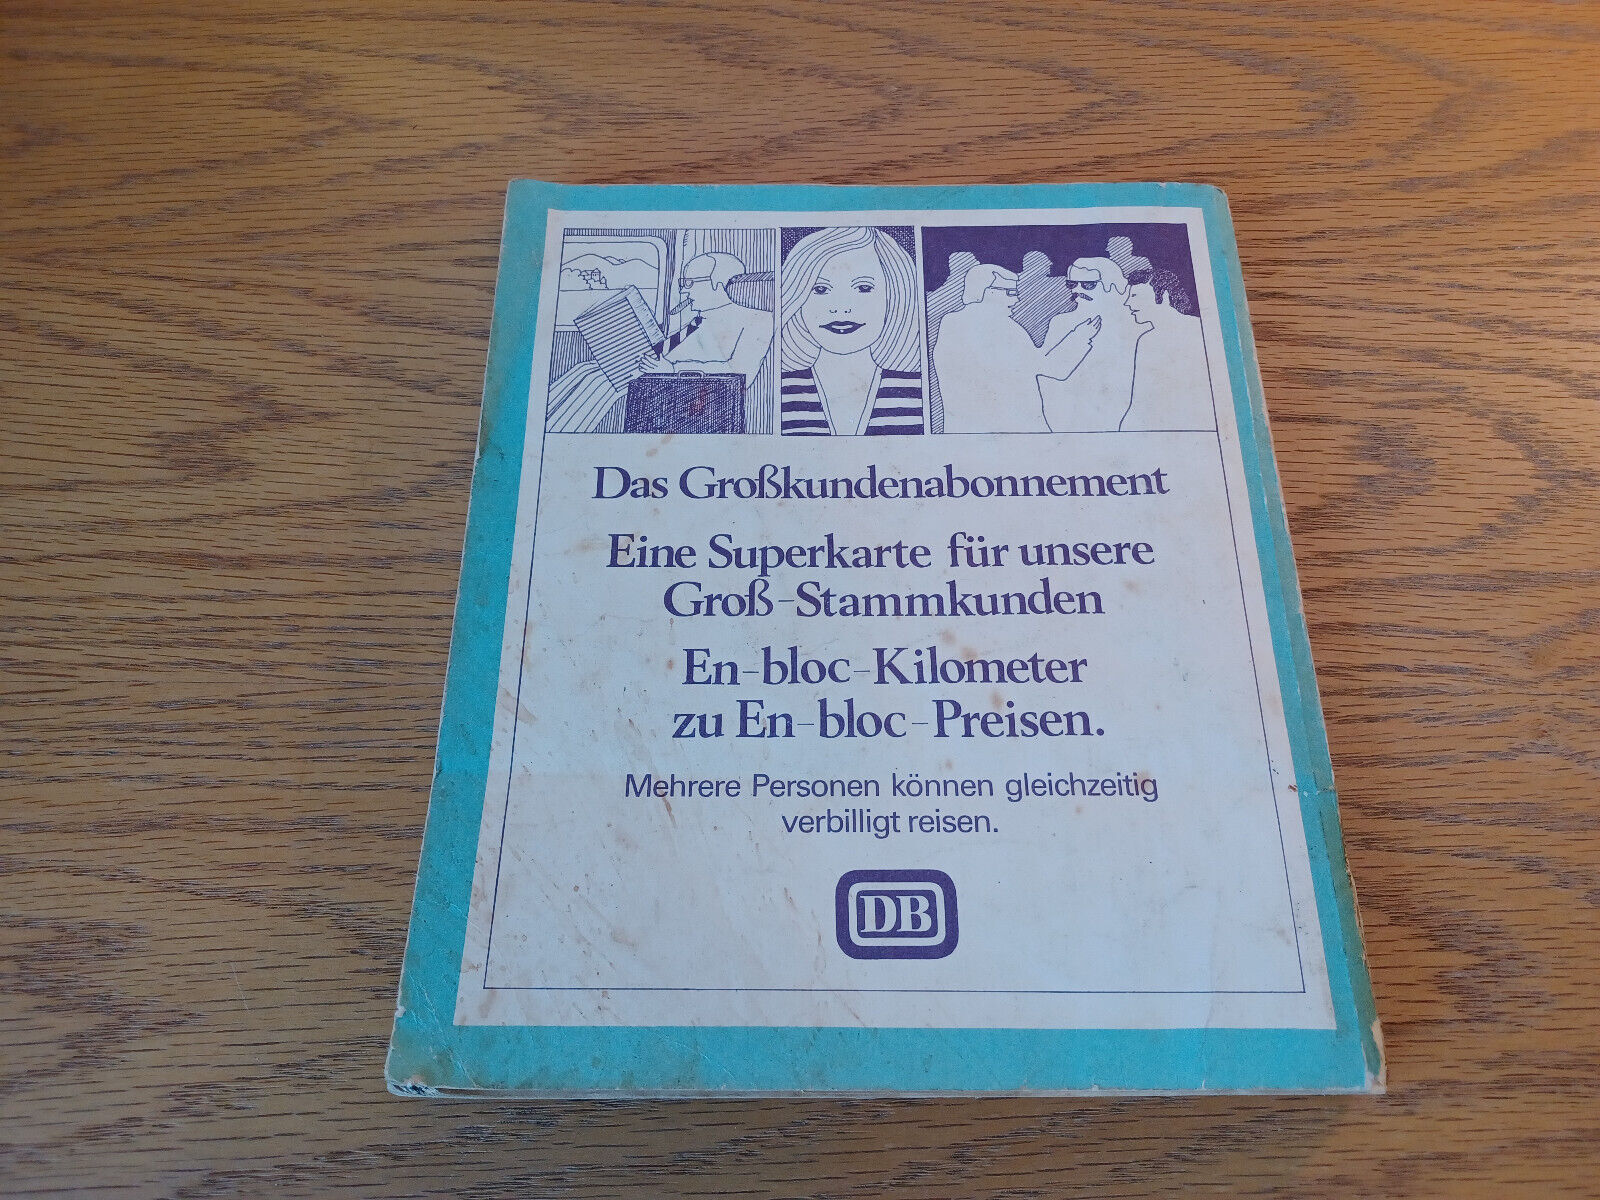 Das Großkundenabonnement
Eine Superkarte für unsere
Groß-Stammkunden
En-bloc-Kilometer
zu En-bloc-Preisen.
Mehrere Personen können gleichzeitig
verbilligt reisen.
DB